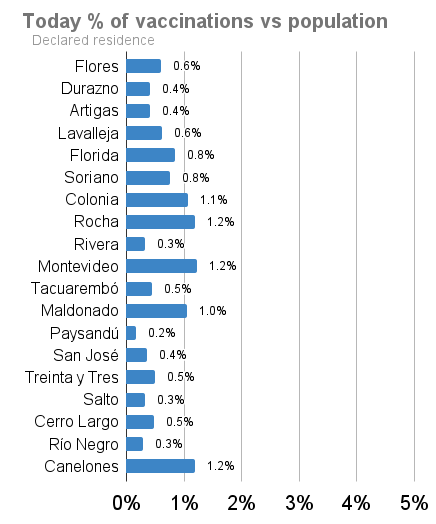 Today % of vaccinations vs population
Declared residence
Flores 0.6%
Durazno 0.4%
Artigas 0.4%
Lavalleja 0.6%
Florida 0.8%
Soriano 0.8%
Colonia 1.1%
Rocha 1.2%
Rivera 0.3%
Montevideo 1.2%
Tacuarembó 0.5%
Maldonado 1.0%
Paysandú 0.2%
San José 0.4%
Treinta y Tres 0.5%
Salto 0.3%
Cerro Largo 0.5%
Río Negro 0.3%
Canelones 1.2%
0% 1% 2% 3% 4% 5%